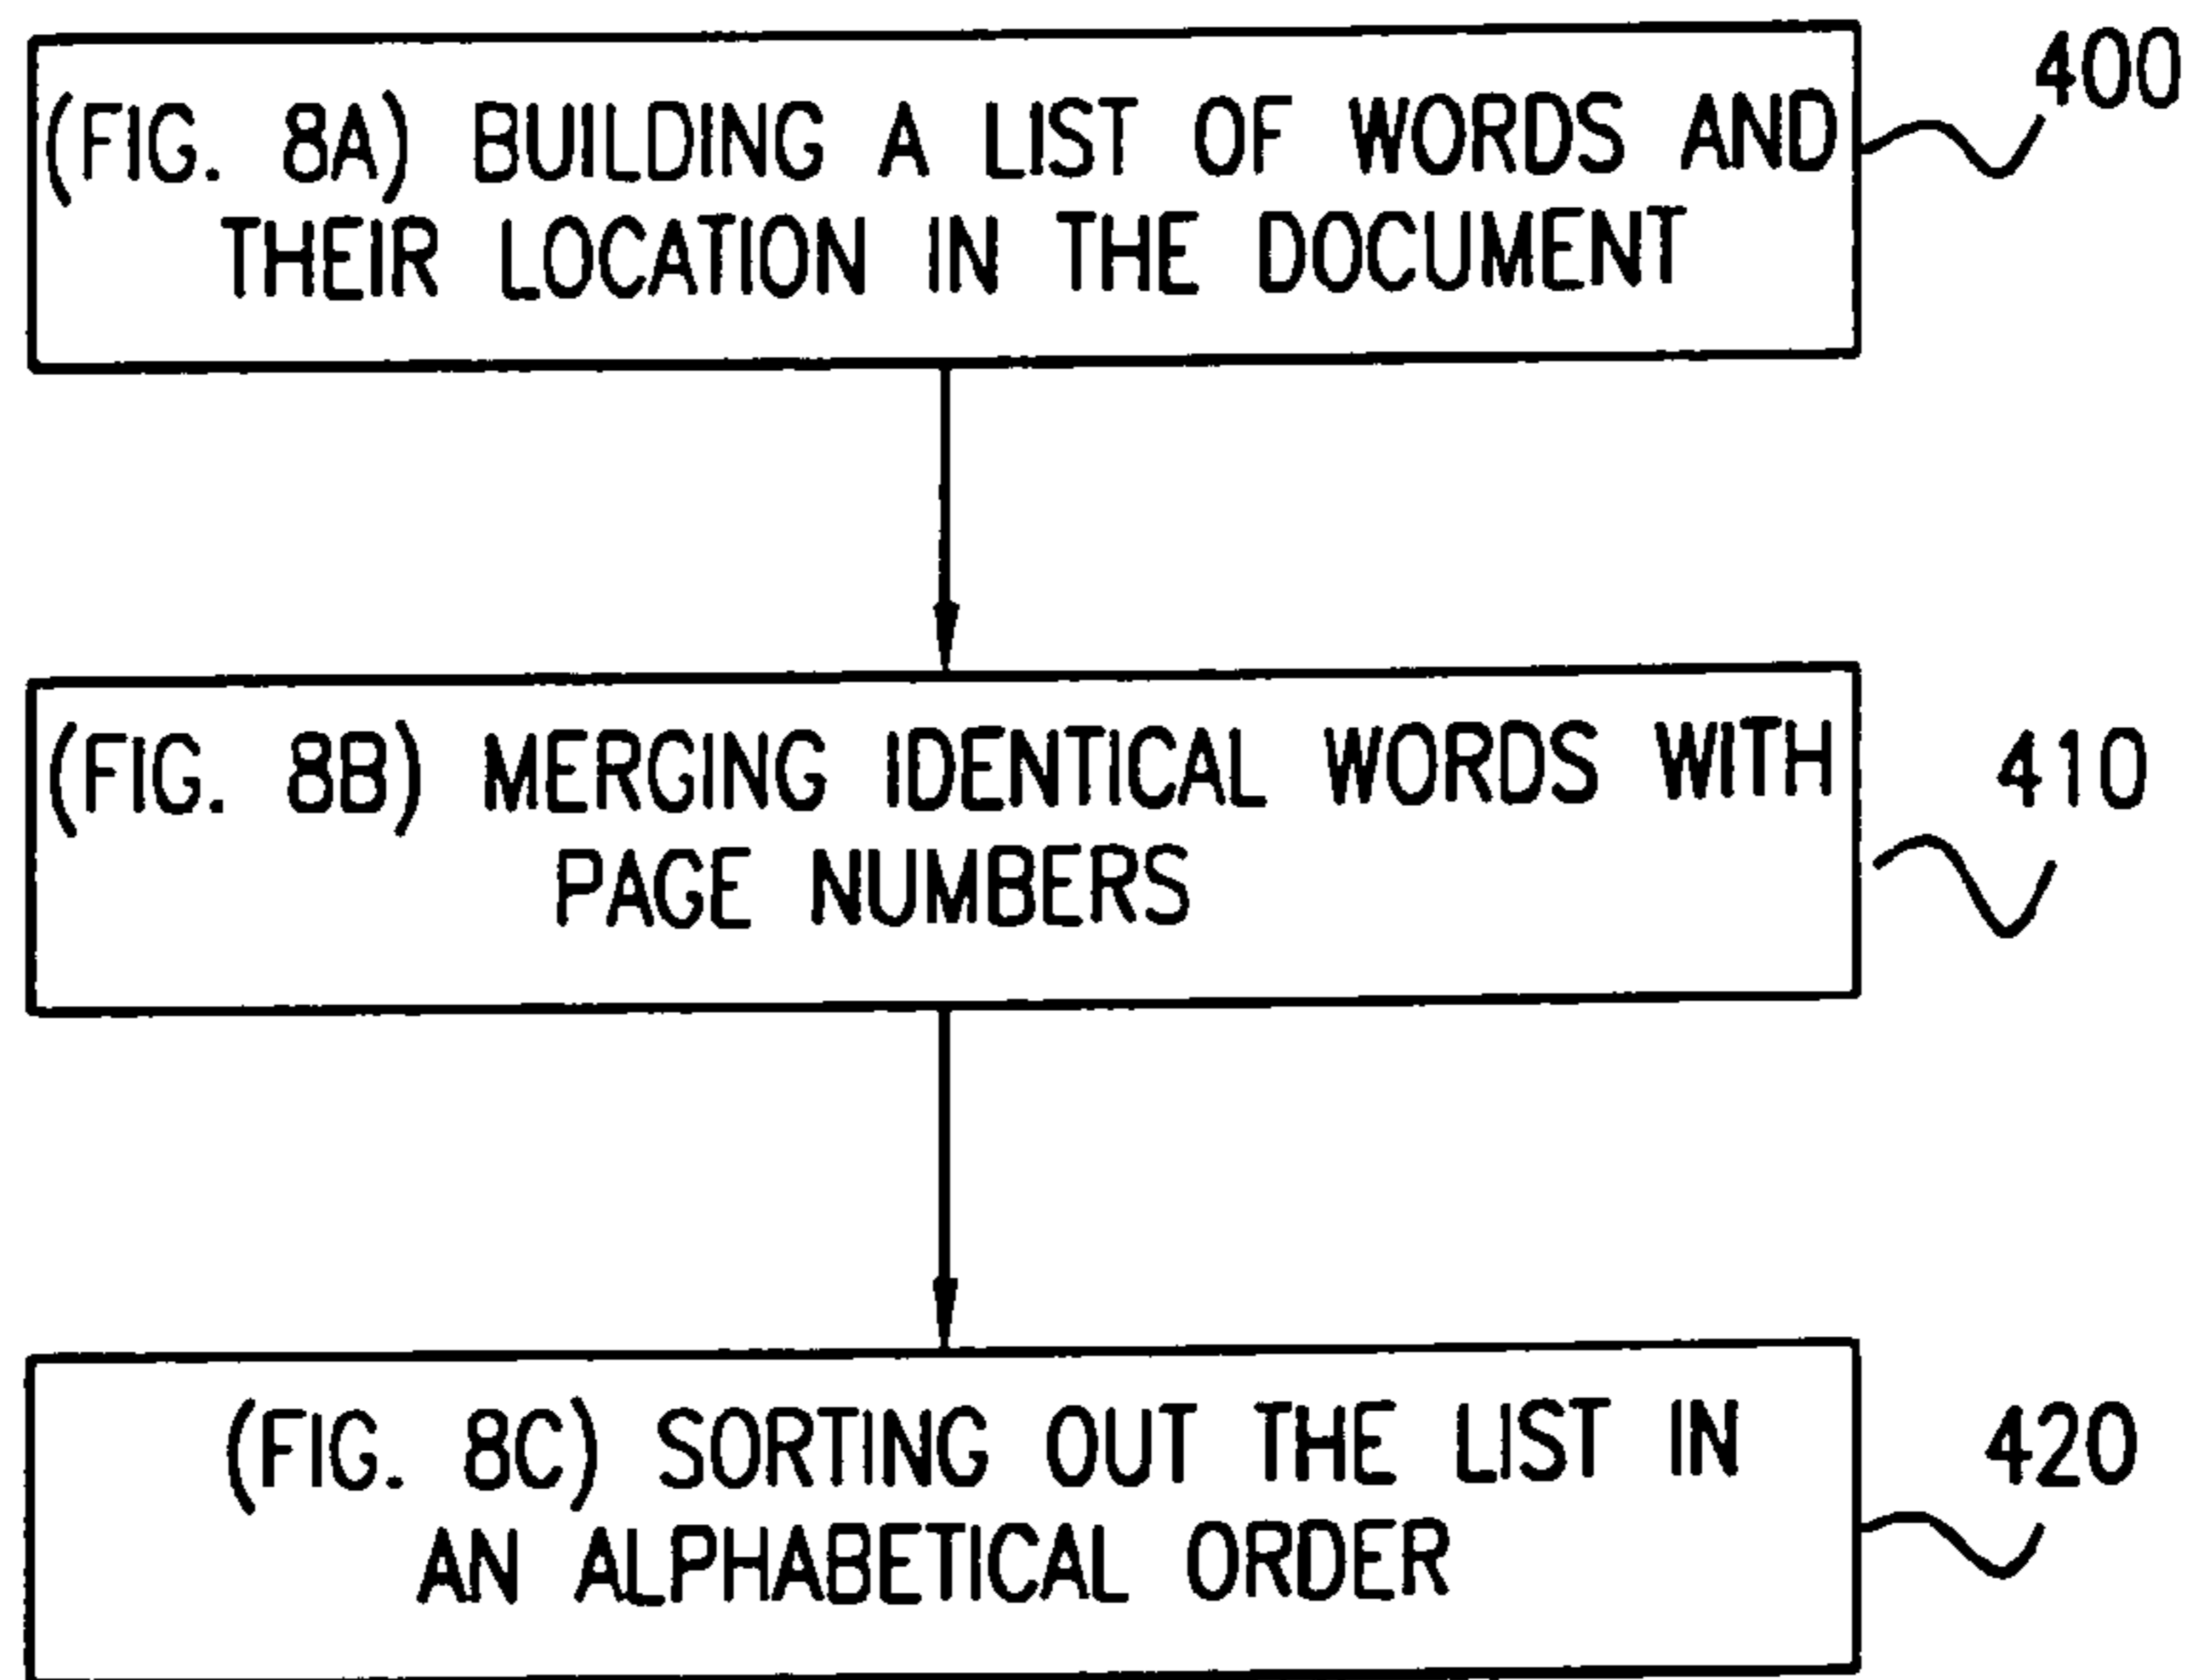 (FIG. 8A) BUILDING A LIST OF WORDS AND
THEIR LOCATION IN THE DOCUMENT
400
(FIG. 8B) MERGING IDENTICAL WORDS WITH
PAGE NUMBERS
410
(FIG. 8C) SORTING OUT THE LIST IN
AN ALPHABETICAL ORDER
420